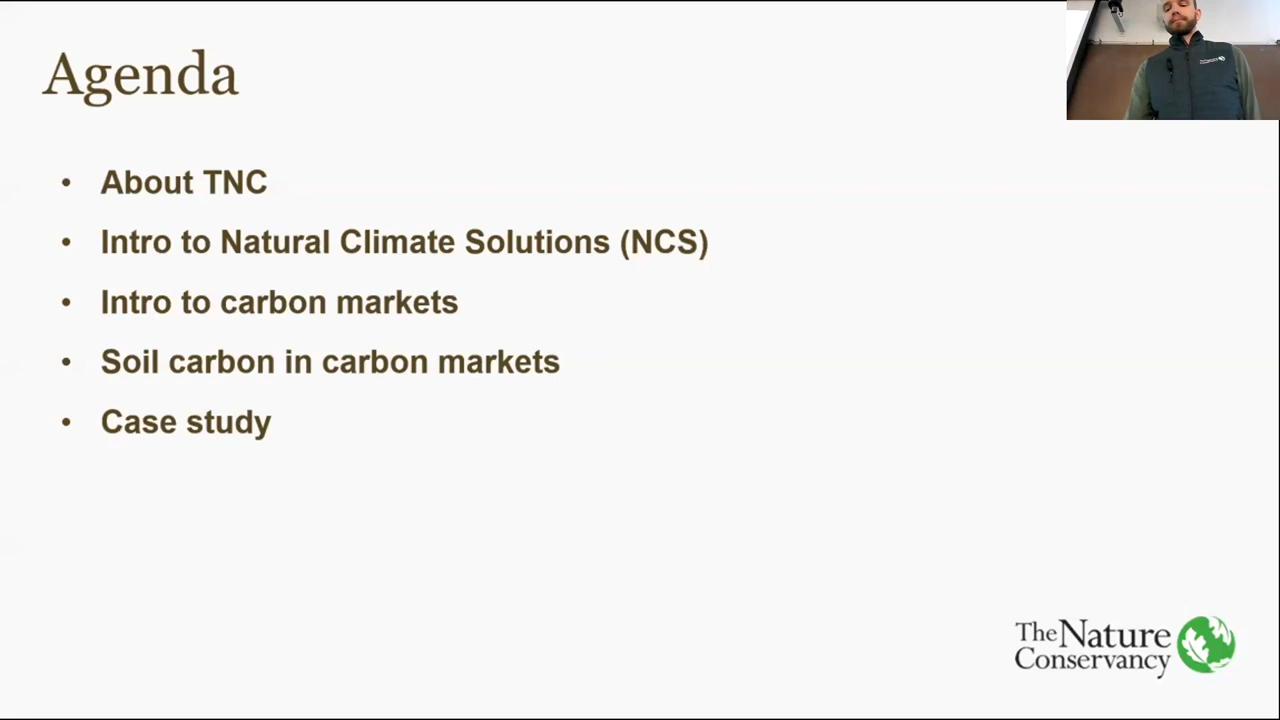 Agenda
• About TNC
• Intro to Natural Climate Solutions (NCS)
• Intro to carbon markets
• Soil carbon in carbon markets
• Case study
The Nature
Conservancy